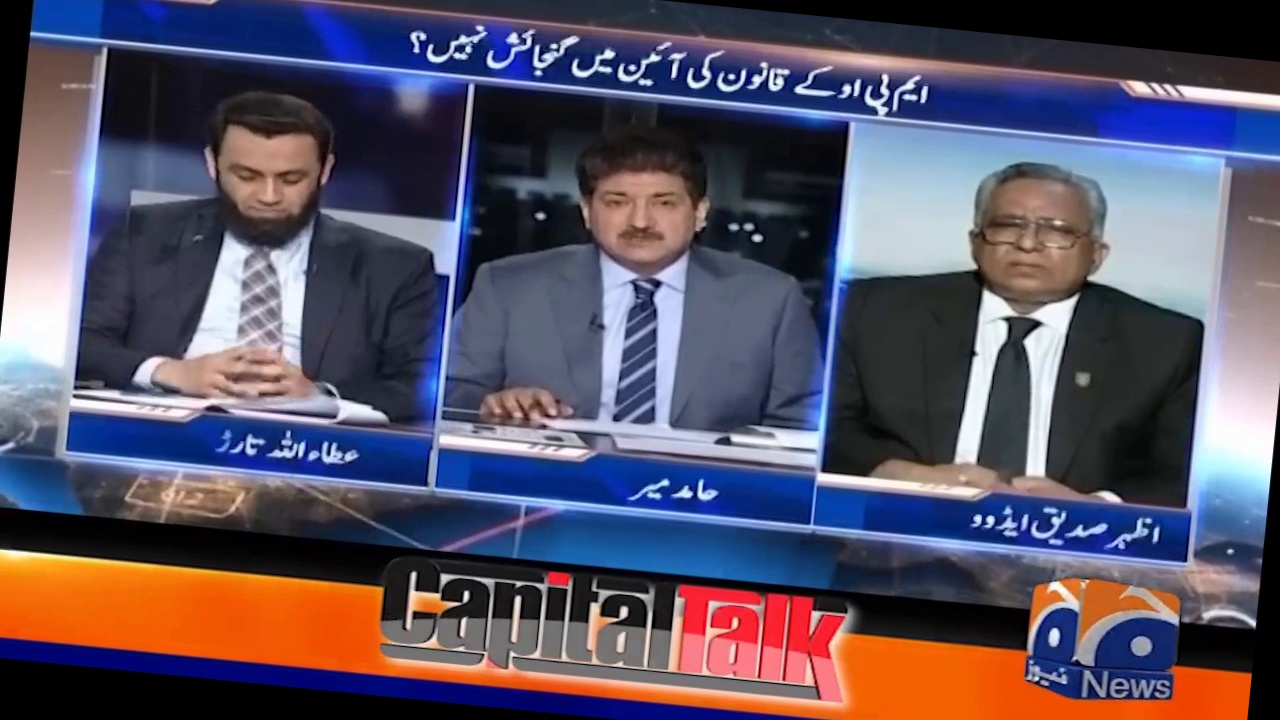 ایم پی او کے قانون کی آئین میں گنجائش نہیں؟
عطاء اللہ تارڑ
حامد میر
اظہر صدیق ایڈوو
Capital Talk
جیو
نیوز News